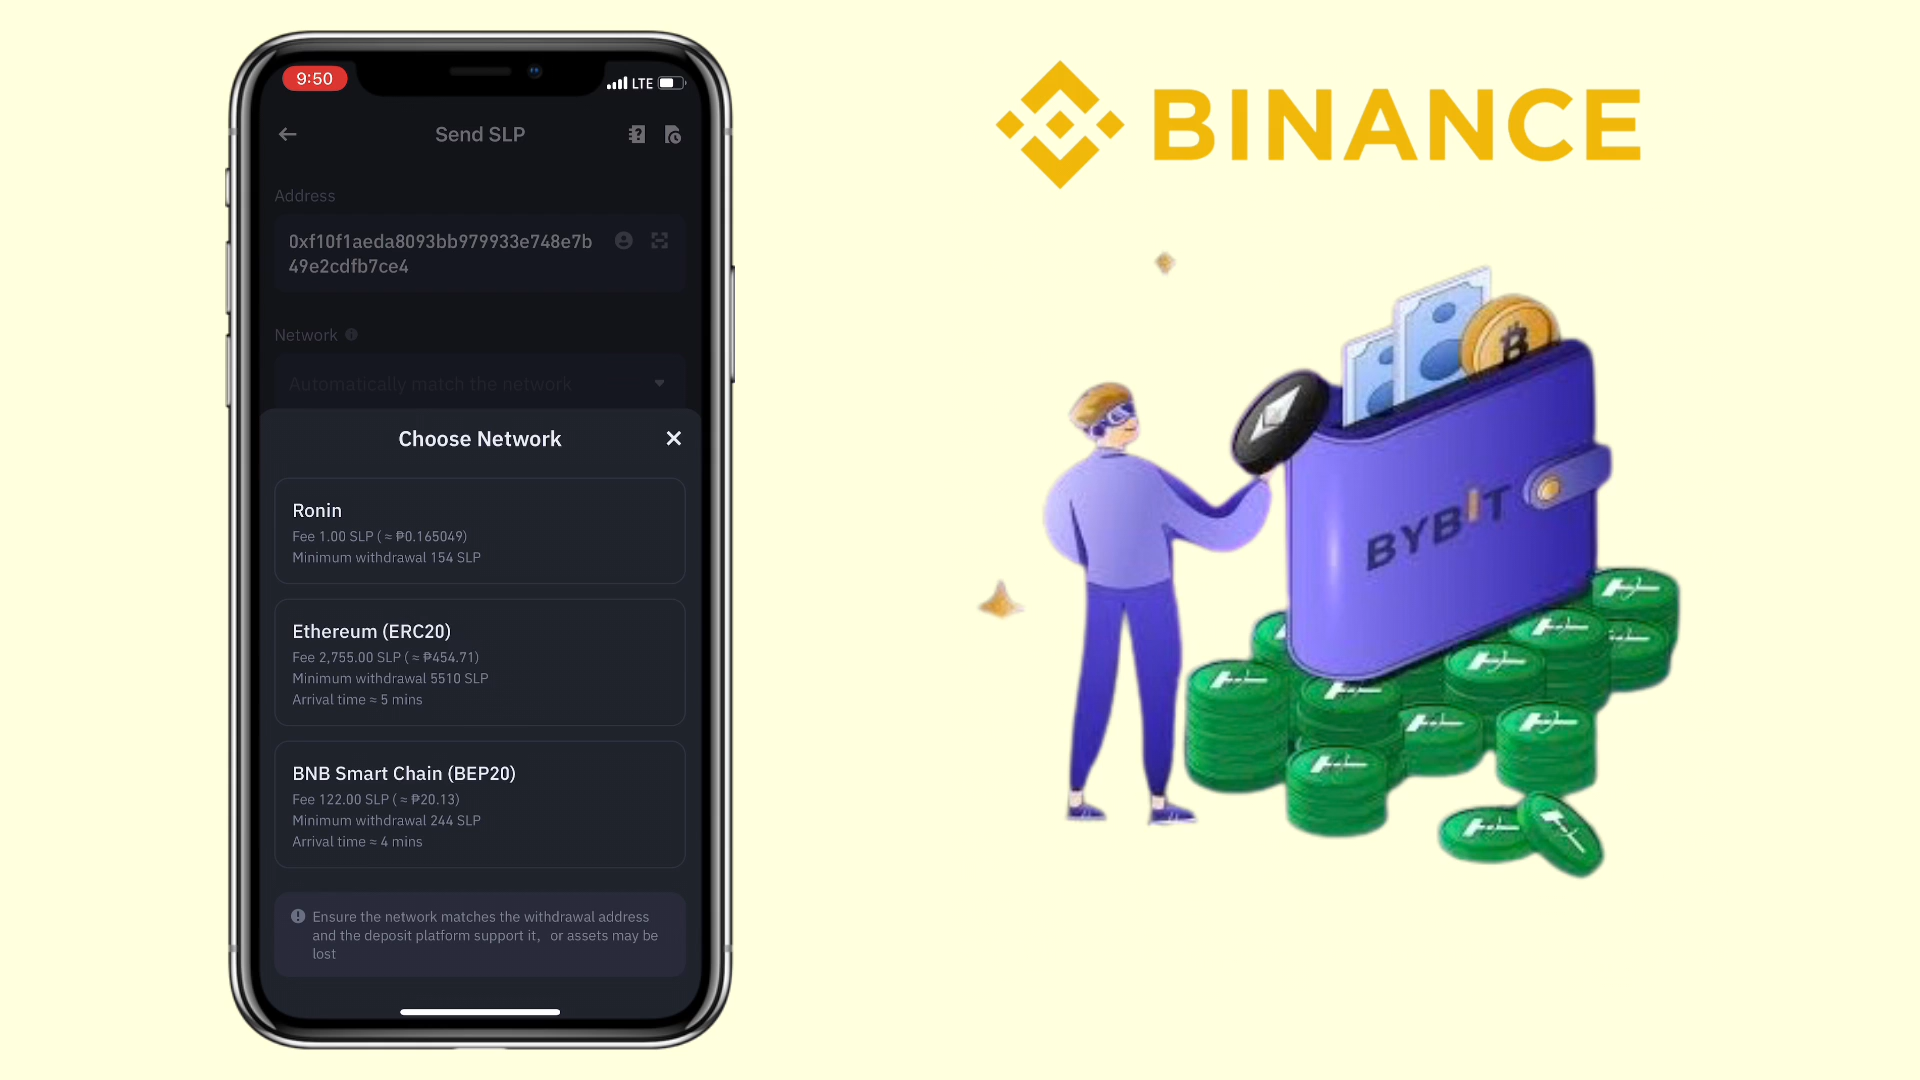 9:50
LTE
Send SLP
Address
0xf10f1aeda8093bb979933e748e7b
49e2cdfb7ce4
Network
Automatically match the network
Choose Network
Ronin
Fee 1.00 SLP ( ≈ ₱0.165049)
Minimum withdrawal 154 SLP
Ethereum (ERC20)
Fee 2,755.00 SLP ( ≈ ₱454.71)
Minimum withdrawal 5510 SLP
Arrival time ≈ 5 mins
BNB Smart Chain (BEP20)
Fee 122.00 SLP ( ≈ ₱20.13)
Minimum withdrawal 244 SLP
Arrival time ≈ 4 mins
Ensure the network matches the withdrawal address
and the deposit platform support it, or assets may be
lost
BINANCE
BYBIT